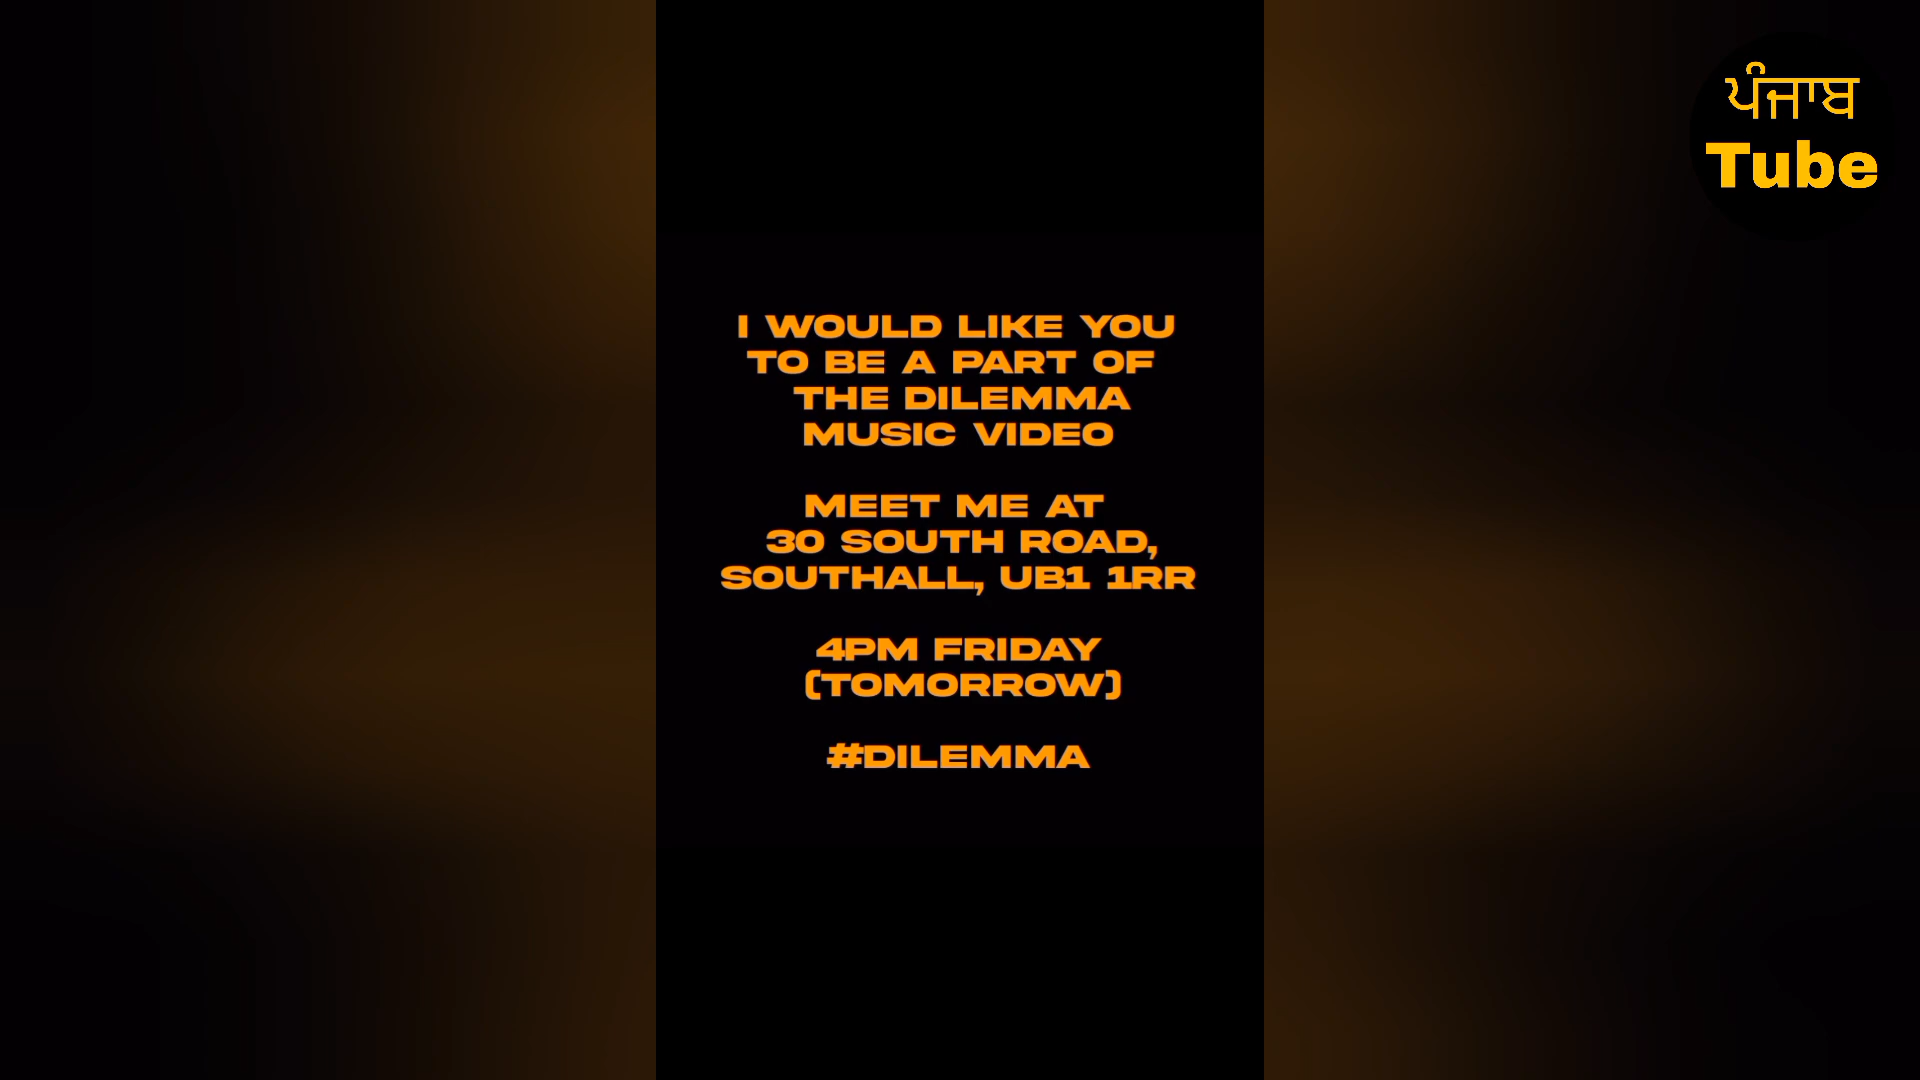 ਪੰਜਾਬ
Tube
I WOULD LIKE YOU
TO BE A PART OF
THE DILEMMA
MUSIC VIDEO
MEET ME AT
30 SOUTH ROAD,
SOUTHALL, UB1 1RR
4PM FRIDAY
(TOMORROW)
#DILEMMA